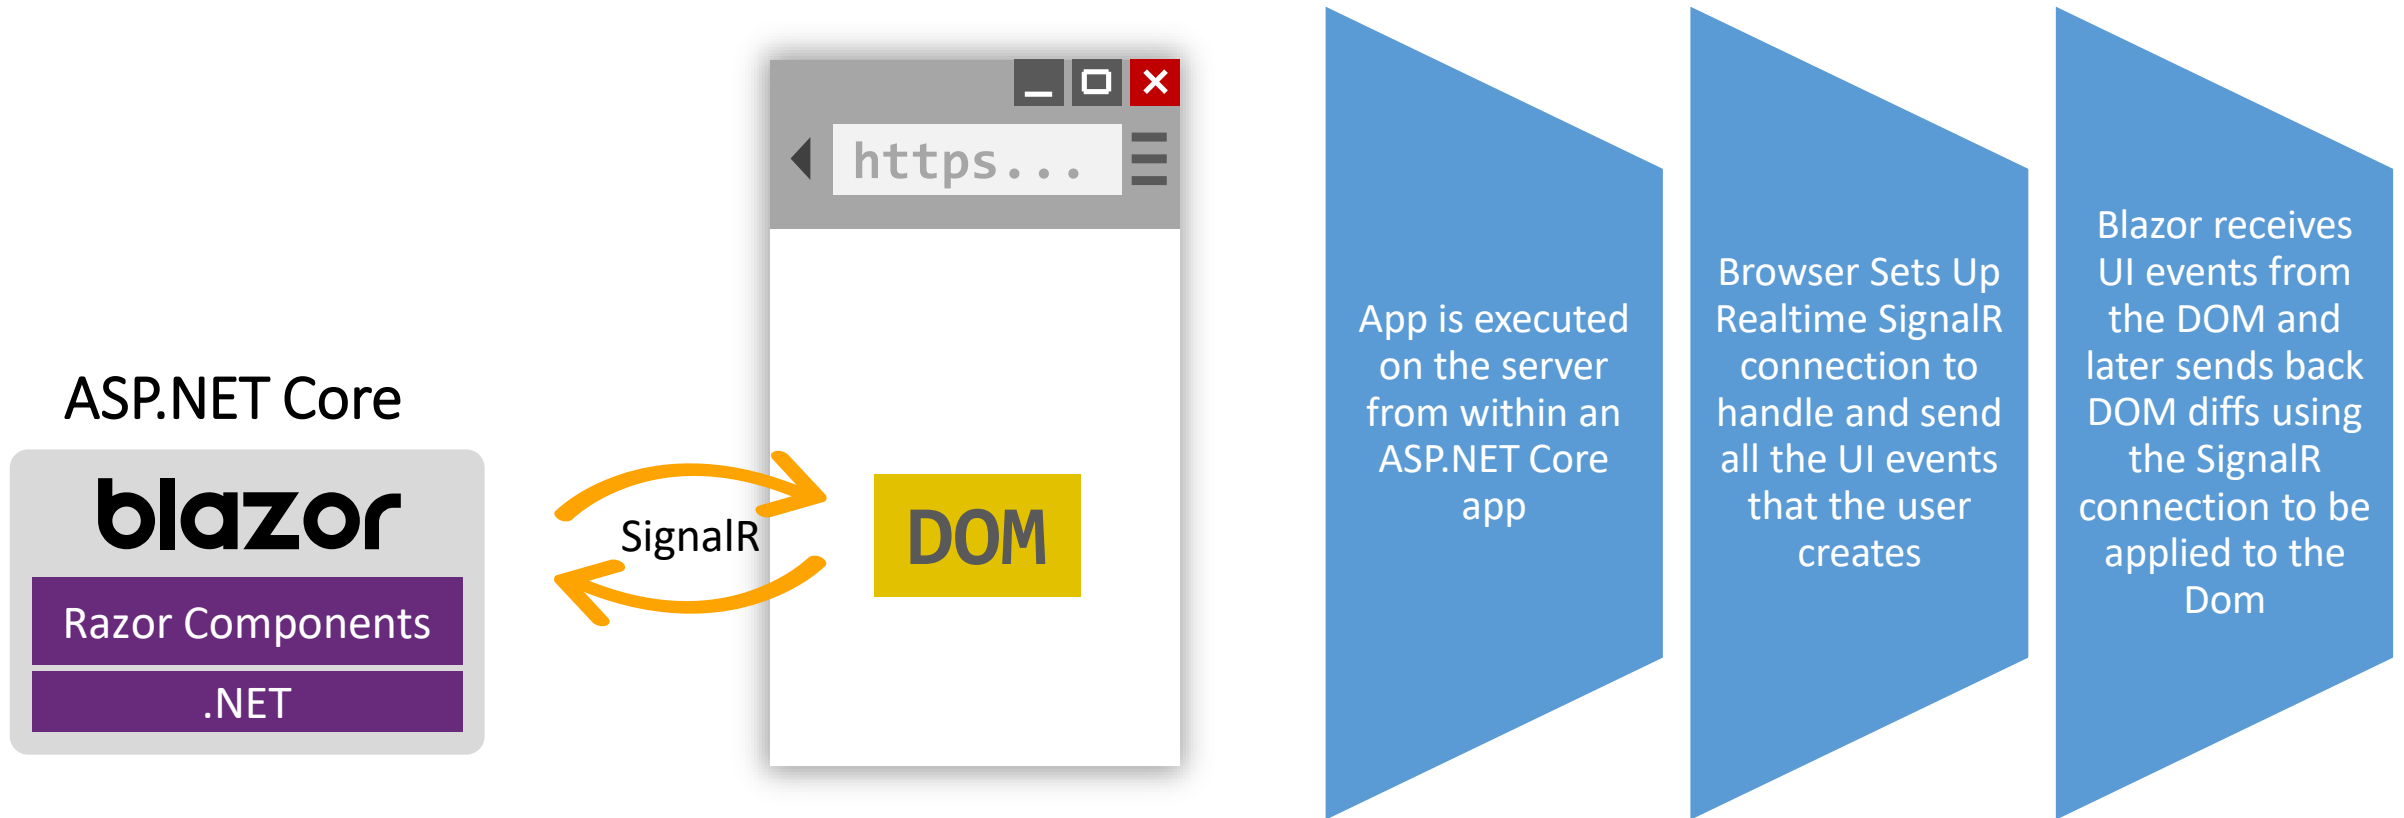 ASP.NET Core
blazor
Razor Components
.NET
SignalR
https...
DOM
App is executed
on the server
from within an
ASP.NET Core
app
Browser Sets Up
Realtime SignalR
connection to
handle and send
all the UI events
that the user
creates
Blazor receives
UI events from
the DOM and
later sends back
DOM diffs using
the SignalR
connection to be
applied to the
Dom